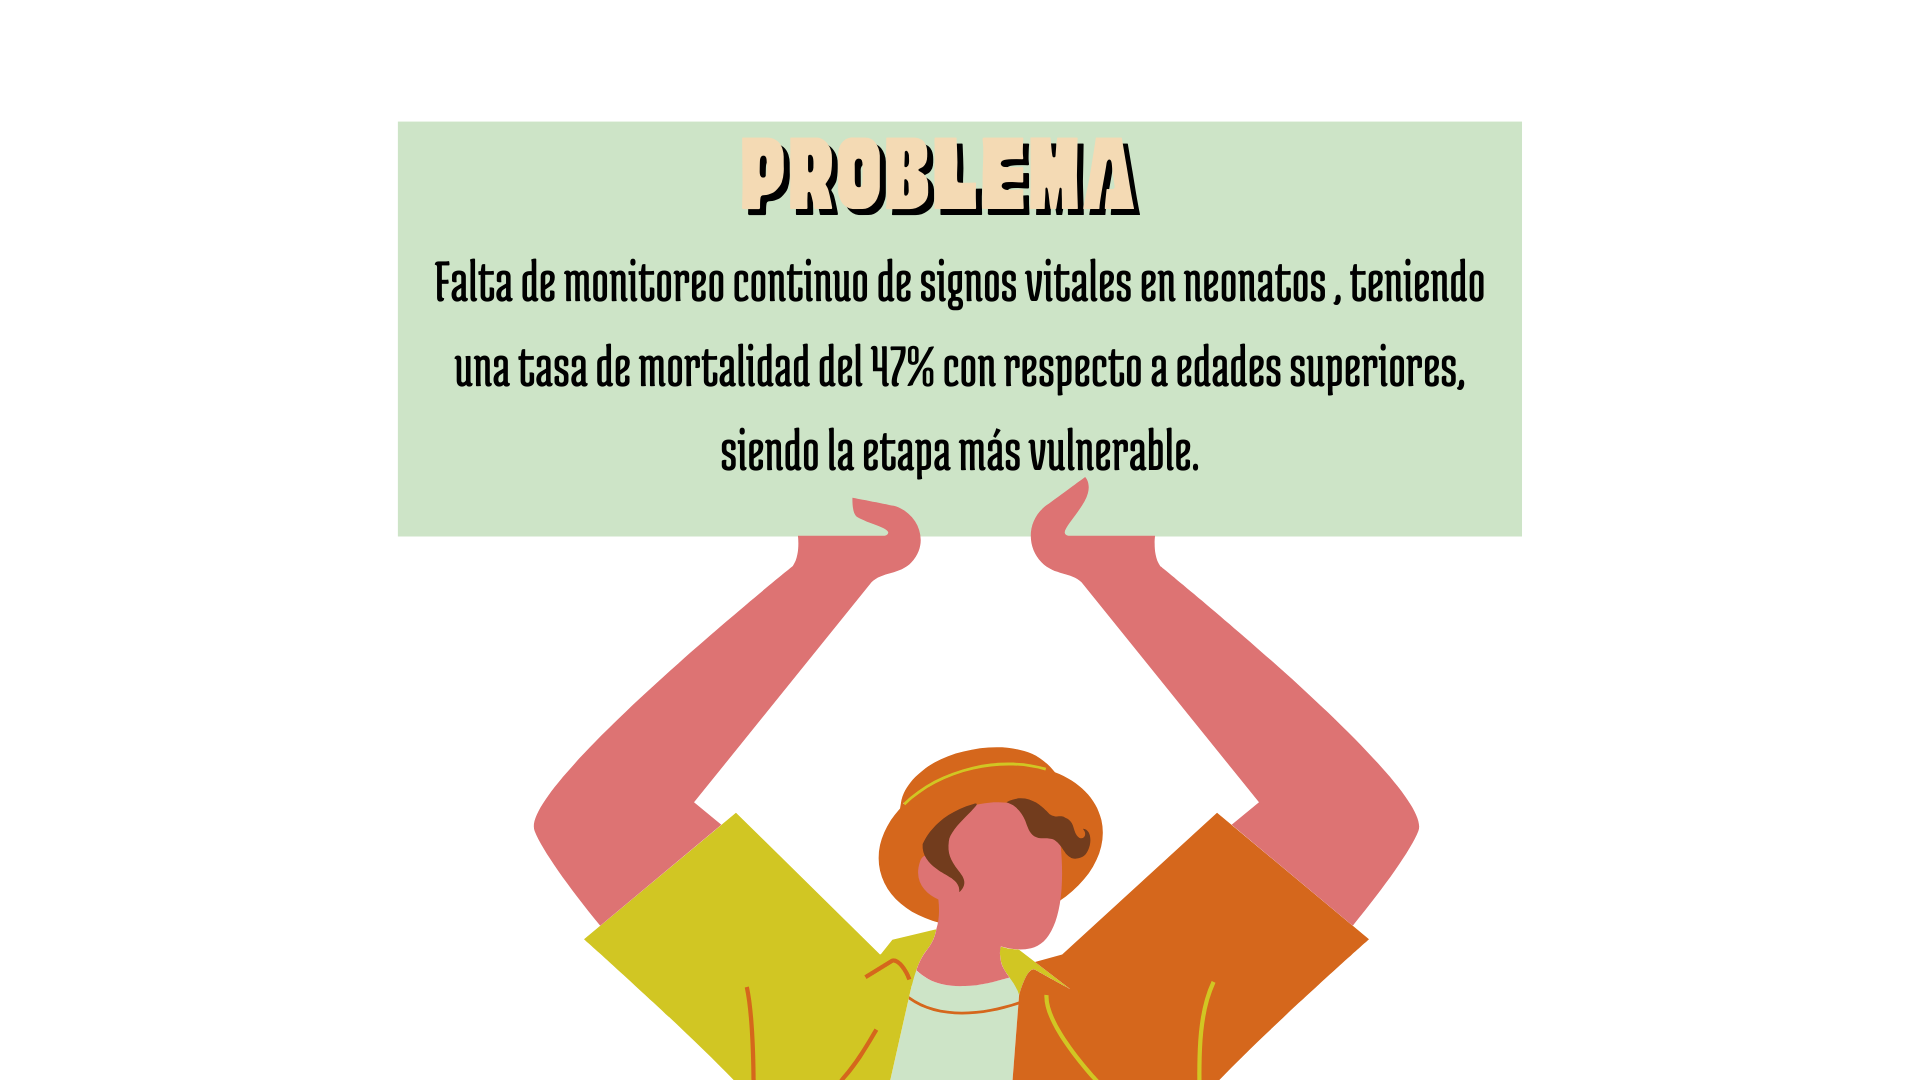 PROBLEMA
Falta de monitoreo continuo de signos vitales en neonatos , teniendo
una tasa de mortalidad del 47% con respecto a edades superiores,
siendo la etapa más vulnerable.